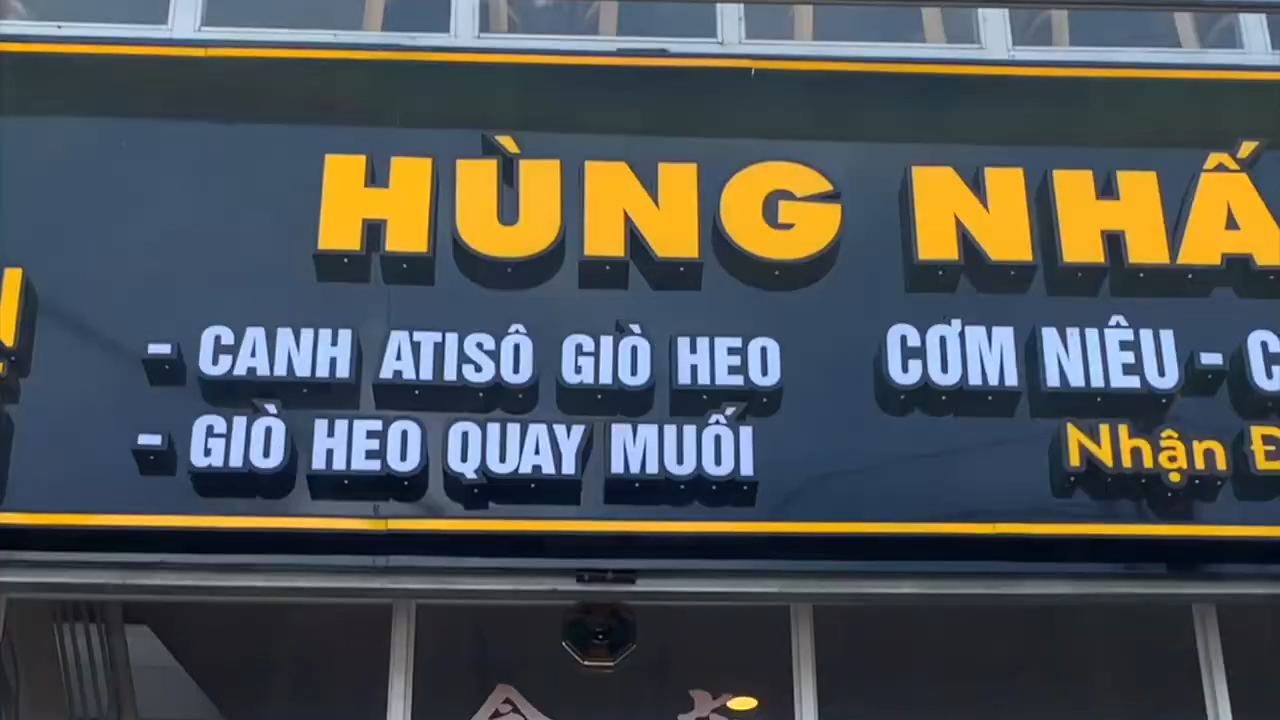 HÙNG NHẤ
- CANH ATISÔ GIÒ HEO
- GIÒ HEO QUAY MUỐI
CƠM NIÊU - C
Nhận Đ